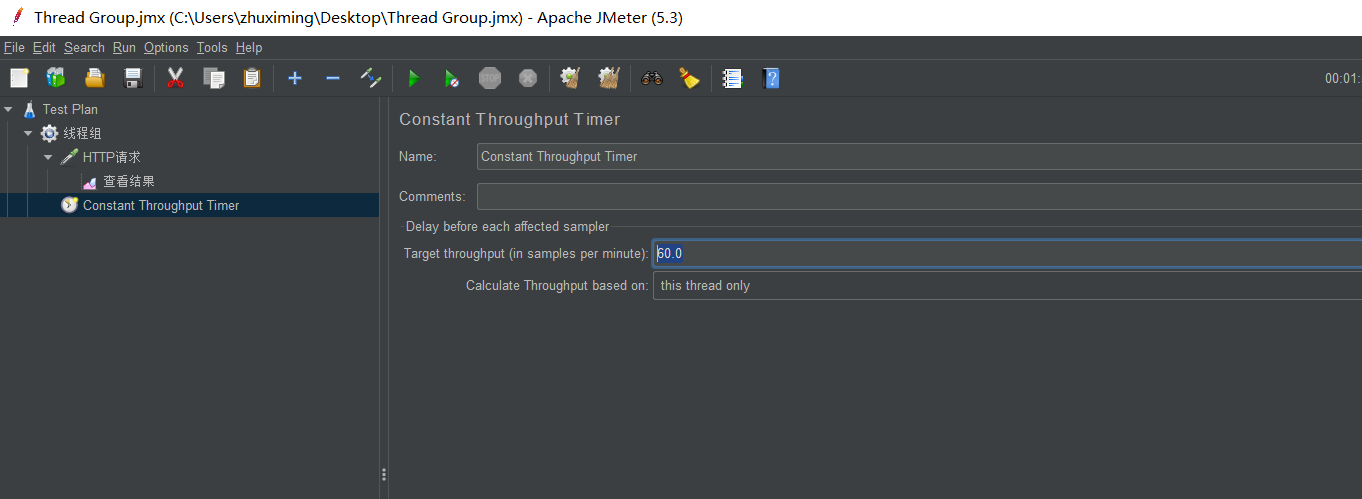 Thread Group.jmx (C:\Users\zhuximing\Desktop\Thread Group.jmx) - Apache JMeter (5.3)
File Edit Search Run Options Tools Help
STOP
00:01:
Test Plan
线程组
HTTP请求
查看结果
Constant Throughput Timer
Constant Throughput Timer
Name: Constant Throughput Timer
Comments:
Delay before each affected sampler
Target throughput (in samples per minute): 60.0
Calculate Throughput based on: this thread only